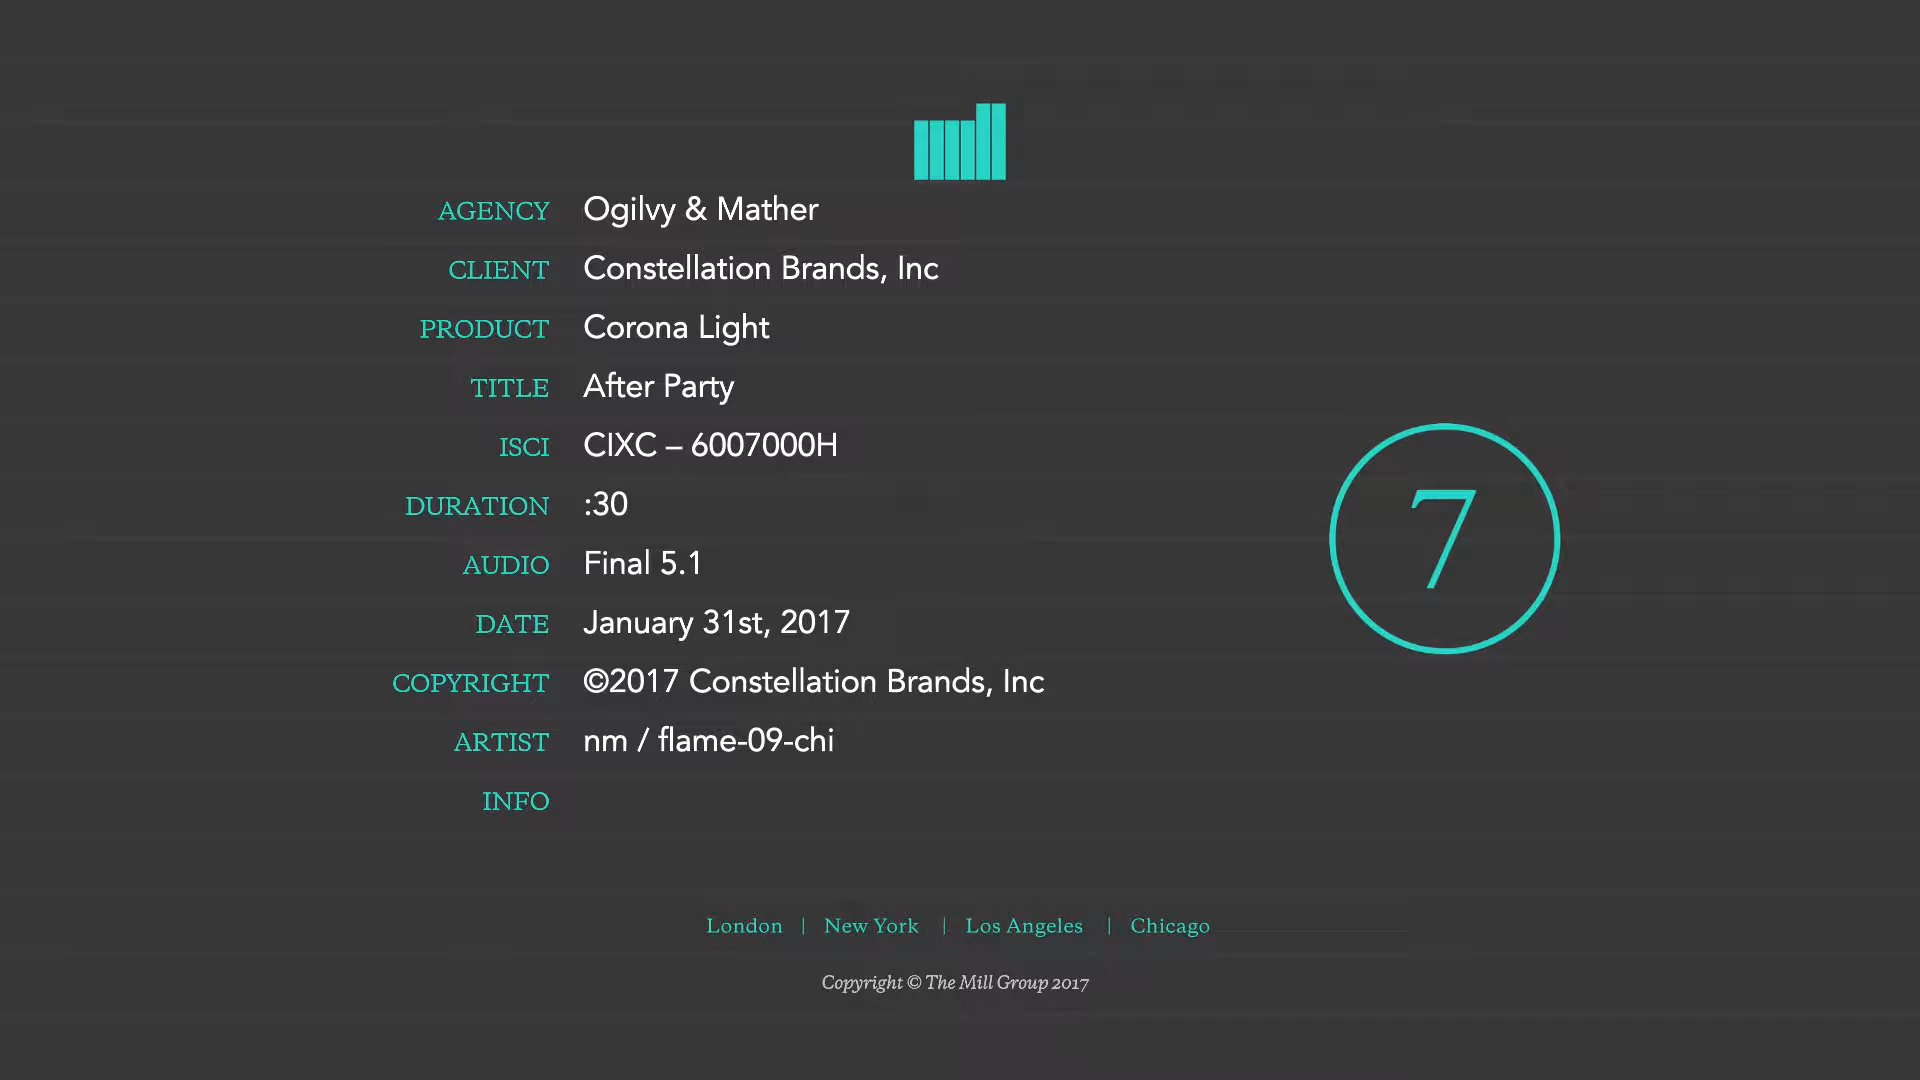 AGENCY Ogilvy & Mather
CLIENT Constellation Brands, Inc
PRODUCT Corona Light
TITLE After Party
ISCI CIXC – 6007000H
DURATION :30
AUDIO Final 5.1
DATE January 31st, 2017
COPYRIGHT ©2017 Constellation Brands, Inc
ARTIST nm / flame-09-chi
INFO
7
London | New York | Los Angeles | Chicago
Copyright © The Mill Group 2017